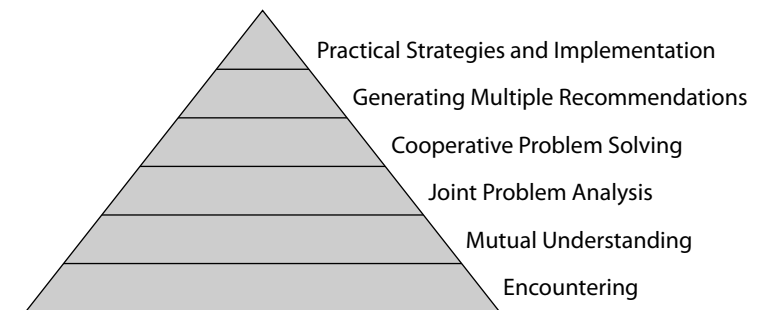 Practical Strategies and Implementation
Generating Multiple Recommendations
Cooperative Problem Solving
Joint Problem Analysis
Mutual Understanding
Encountering